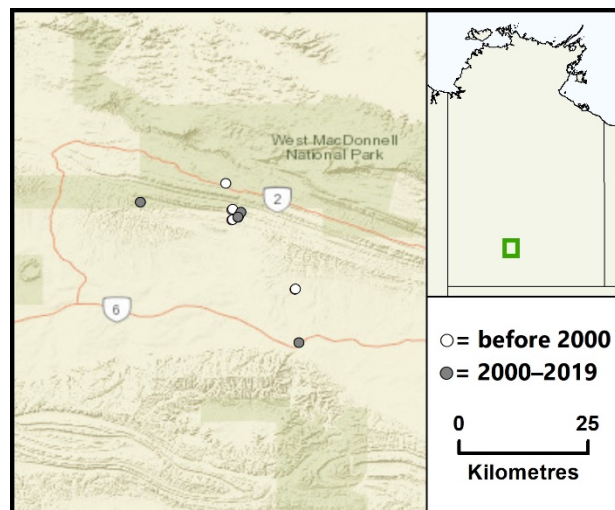 West MacDonnell
National Park
2
6
= before 2000
= 2000–2019
0 25
Kilometres